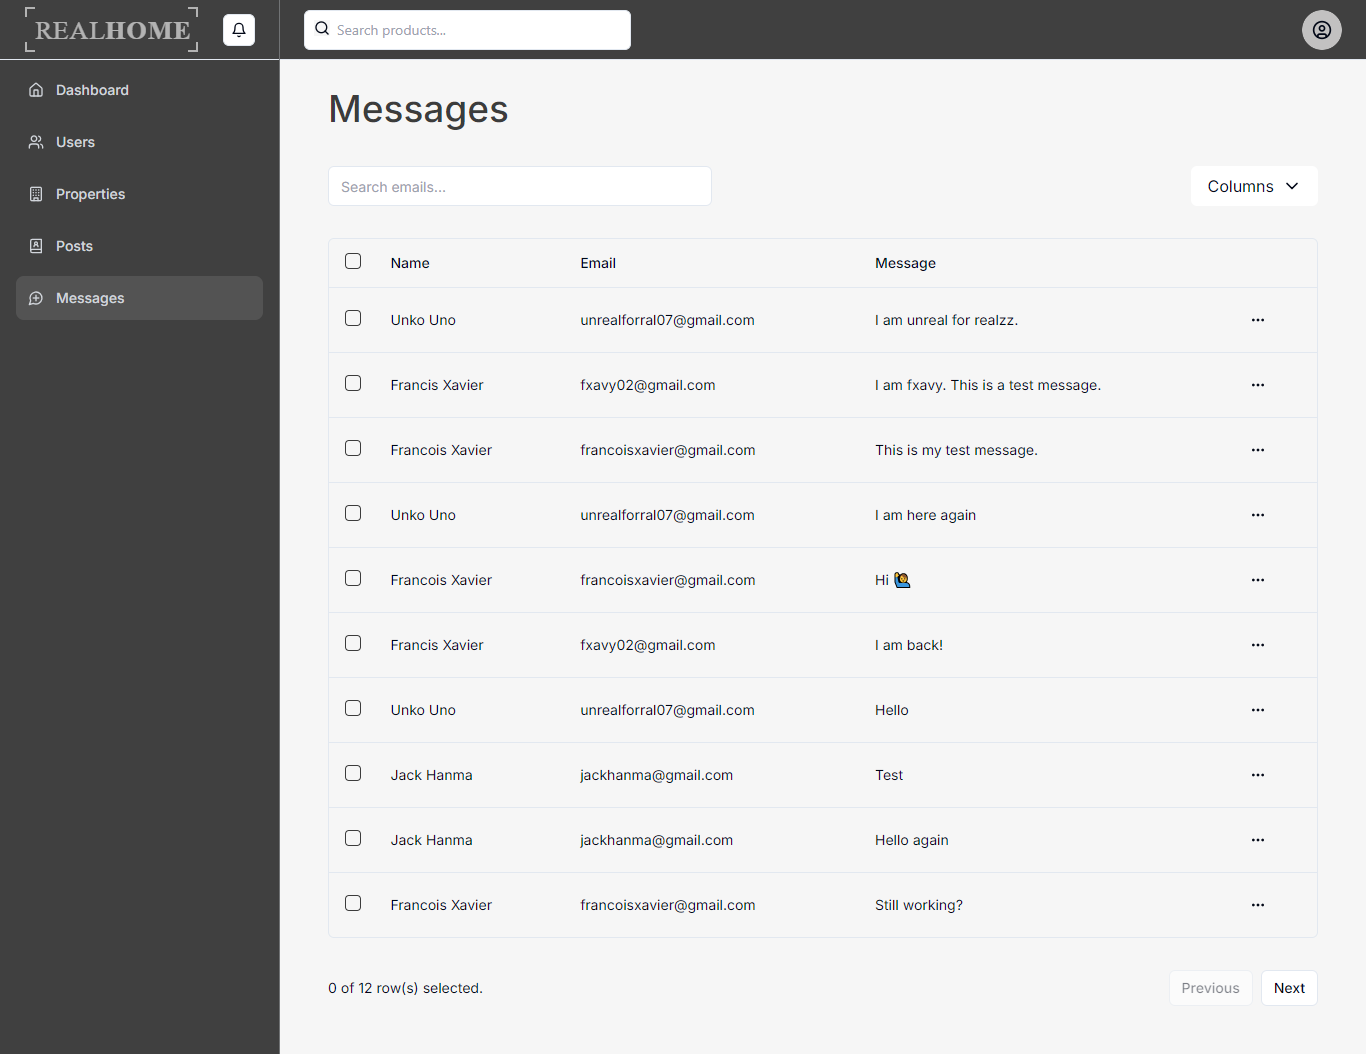 REALHOME
Search products...
Dashboard
Users
Properties
Posts
Messages
Messages
Search emails...
Columns
Name Email Message
Unko Uno unrealforral07@gmail.com I am unreal for realzz.
Francis Xavier fxavy02@gmail.com I am fxavy. This is a test message.
Francois Xavier francoisxavier@gmail.com This is my test message.
Unko Uno unrealforral07@gmail.com I am here again
Francois Xavier francoisxavier@gmail.com Hi 🙋
Francis Xavier fxavy02@gmail.com I am back!
Unko Uno unrealforral07@gmail.com Hello
Jack Hanma jackhanma@gmail.com Test
Jack Hanma jackhanma@gmail.com Hello again
Francois Xavier francoisxavier@gmail.com Still working?
0 of 12 row(s) selected.
Previous Next